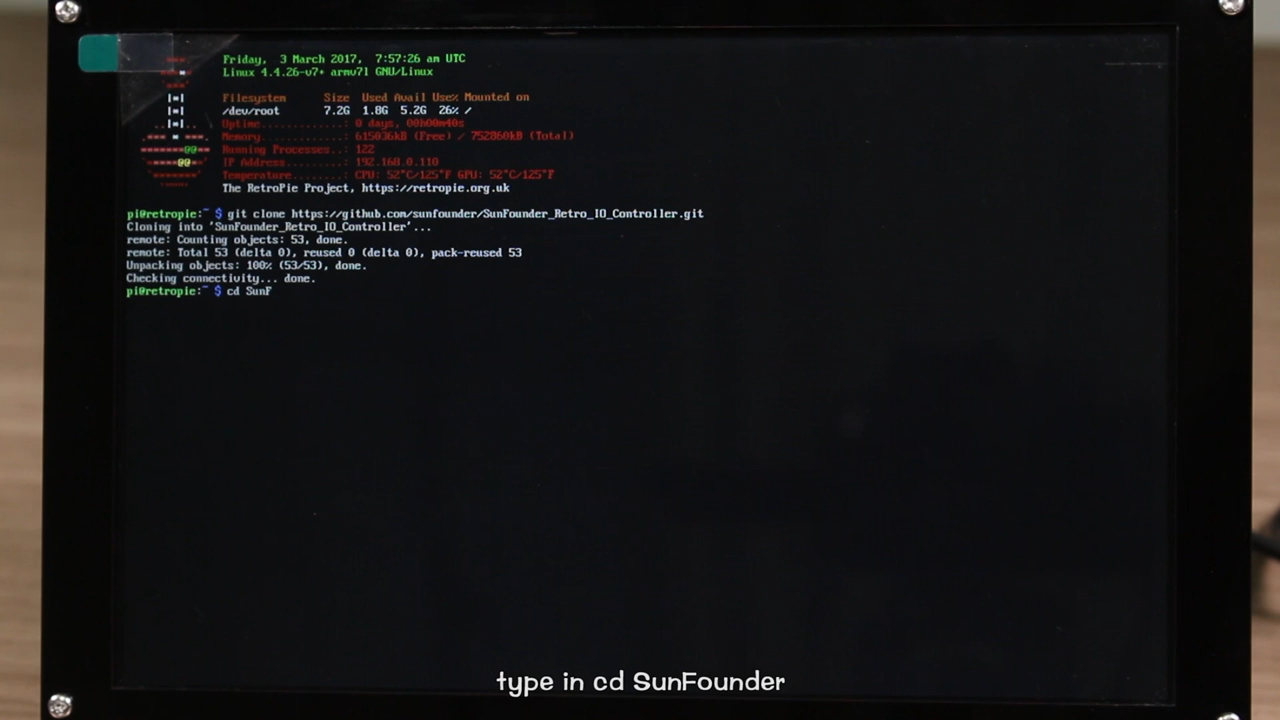 Friday,  3 March 2017,  7:57:26 am UTC
Linux 4.4.26-v7+ armv7l GNU/Linux
Filesystem      Size  Used Avail Use% Mounted on
/dev/root       7.2G  1.8G  5.2G  26% /
Uptime.............: 0 days, 00h00m40s
Memory.............: 615036kB (Free) / 752860kB (Total)
Running Processes..: 122
IP Address.........: 192.168.0.110
Temperature........: CPU: 52°C/125°F GPU: 52°C/125°F
The RetroPie Project, https://retropie.org.uk
pi@retropie:~ $ git clone https://github.com/sunfounder/SunFounder_Retro_IO_Controller.git
Cloning into 'SunFounder_Retro_IO_Controller'...
remote: Counting objects: 53, done.
remote: Total 53 (delta 0), reused 0 (delta 0), pack-reused 53
Unpacking objects: 100% (53/53), done.
Checking connectivity... done.
pi@retropie:~ $ cd SunF
type in cd SunFounder